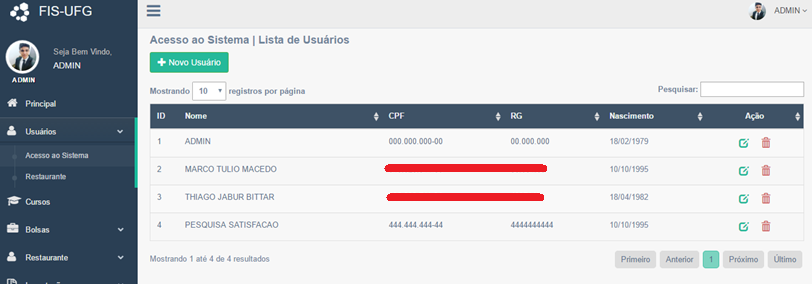 FIS-UFG
ADMIN
Seja Bem Vindo,
ADMIN
ADMIN
Principal
Usuários
Acesso ao Sistema
Restaurante
Cursos
Bolsas
Restaurante
Acesso ao Sistema | Lista de Usuários
Novo Usuário
Mostrando 10 registros por página
Pesquisar:
ID Nome CPF RG Nascimento Ação
1 ADMIN 000.000.000-00 00.000.000 18/02/1979
2 MARCO TULIO MACEDO 10/10/1995
3 THIAGO JABUR BITTAR 18/04/1982
4 PESQUISA SATISFACAO 444.444.444-44 4444444444 10/10/1995
Mostrando 1 até 4 de 4 resultados
Primeiro Anterior 1 Próximo Último